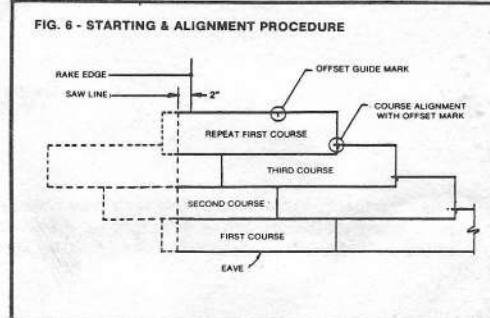 FIG. 6 - STARTING & ALIGNMENT PROCEDURE
OFFSET GUIDE MARK
RAKE EDGE
SAW LINE
2"
COURSE ALIGNMENT
WITH OFFSET MARK
REPEAT FIRST COURSE
THIRD COURSE
SECOND COURSE
FIRST COURSE
EAVE